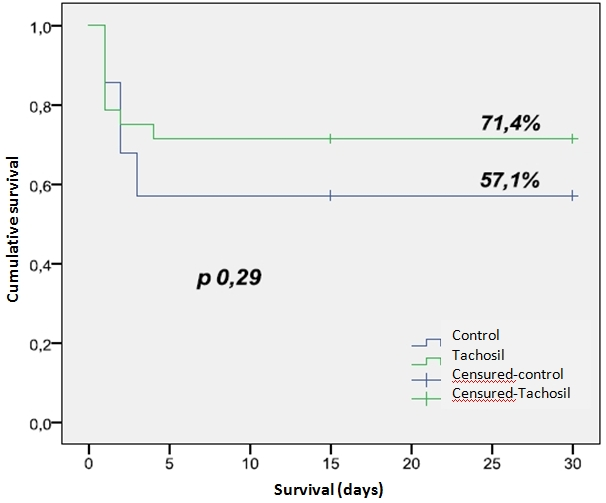 Cumulative survival
1,0
0,8
0,6
0,4
0,2
0,0
71,4%
57,1%
p 0,29
Control
Tachosil
Censured-control
Censured-Tachosil
0 5 10 15 20 25 30
Survival (days)